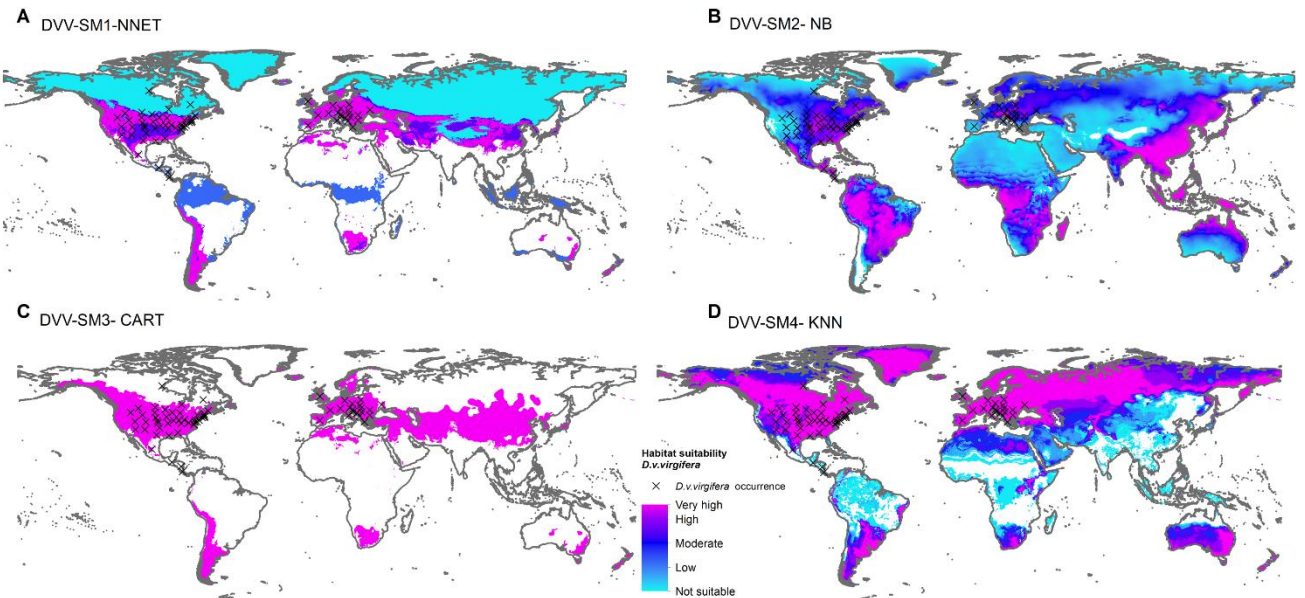 A
DVV-SM1-NNET
B
DVV-SM2- NB
C
DVV-SM3- CART
D
DVV-SM4- KNN
Habitat suitability
D.v.virgifera
D.v.virgifera occurrence
Very high
High
Moderate
Low
Not suitable